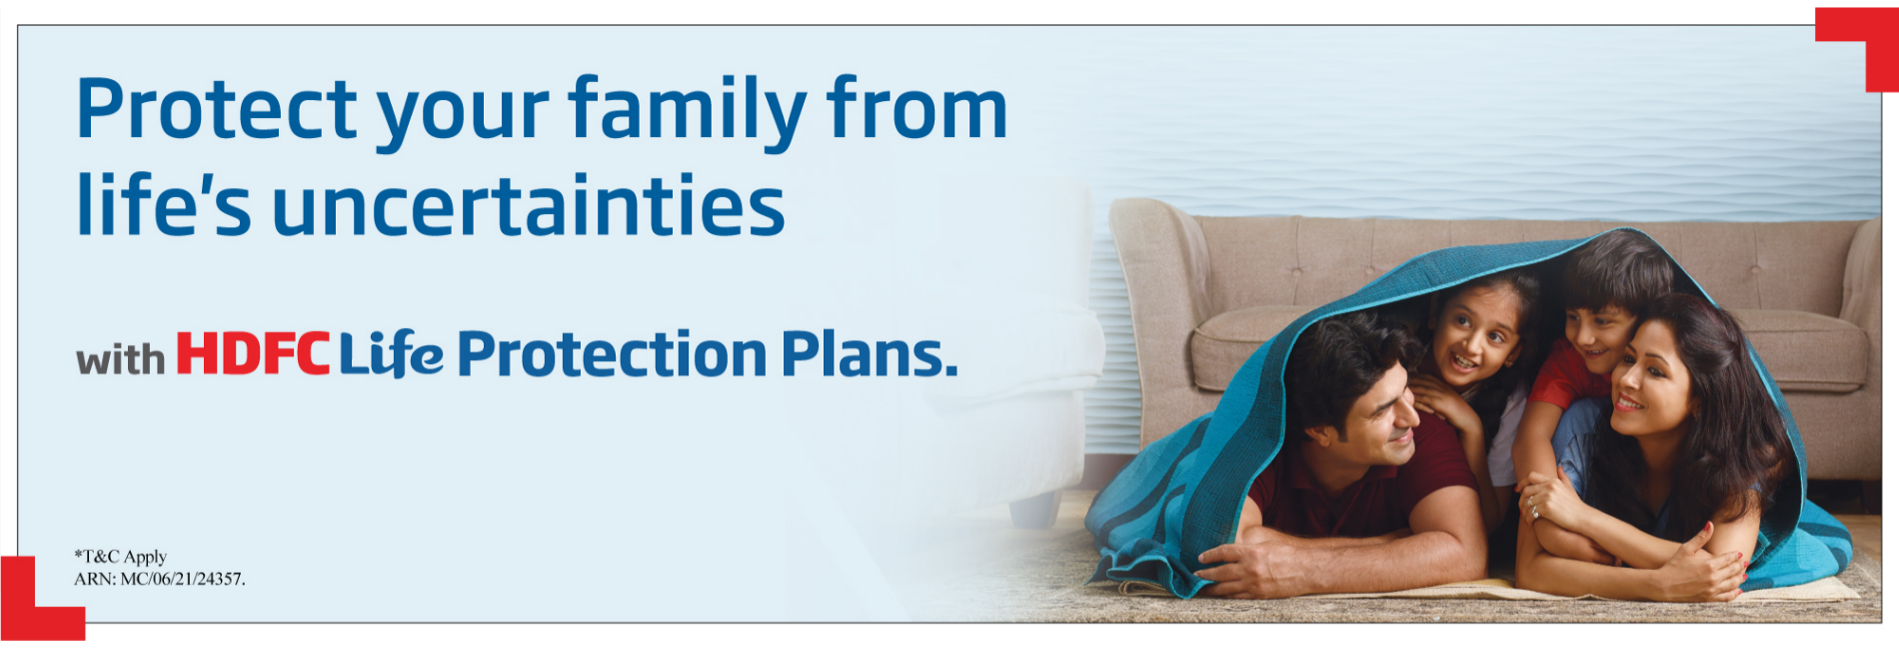 Protect your family from
life's uncertainties
with HDFC Life Protection Plans.
*T&C Apply
ARN: MC/06/21/24357.